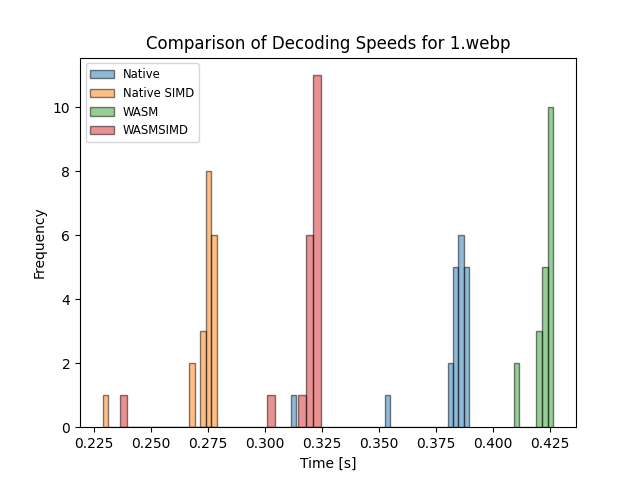 Comparison of Decoding Speeds for 1.webp
Native
Native SIMD
WASM
WASMSIMD
Frequency
10
8
6
4
2
0
0.225 0.250 0.275 0.300 0.325 0.350 0.375 0.400 0.425
Time [s]